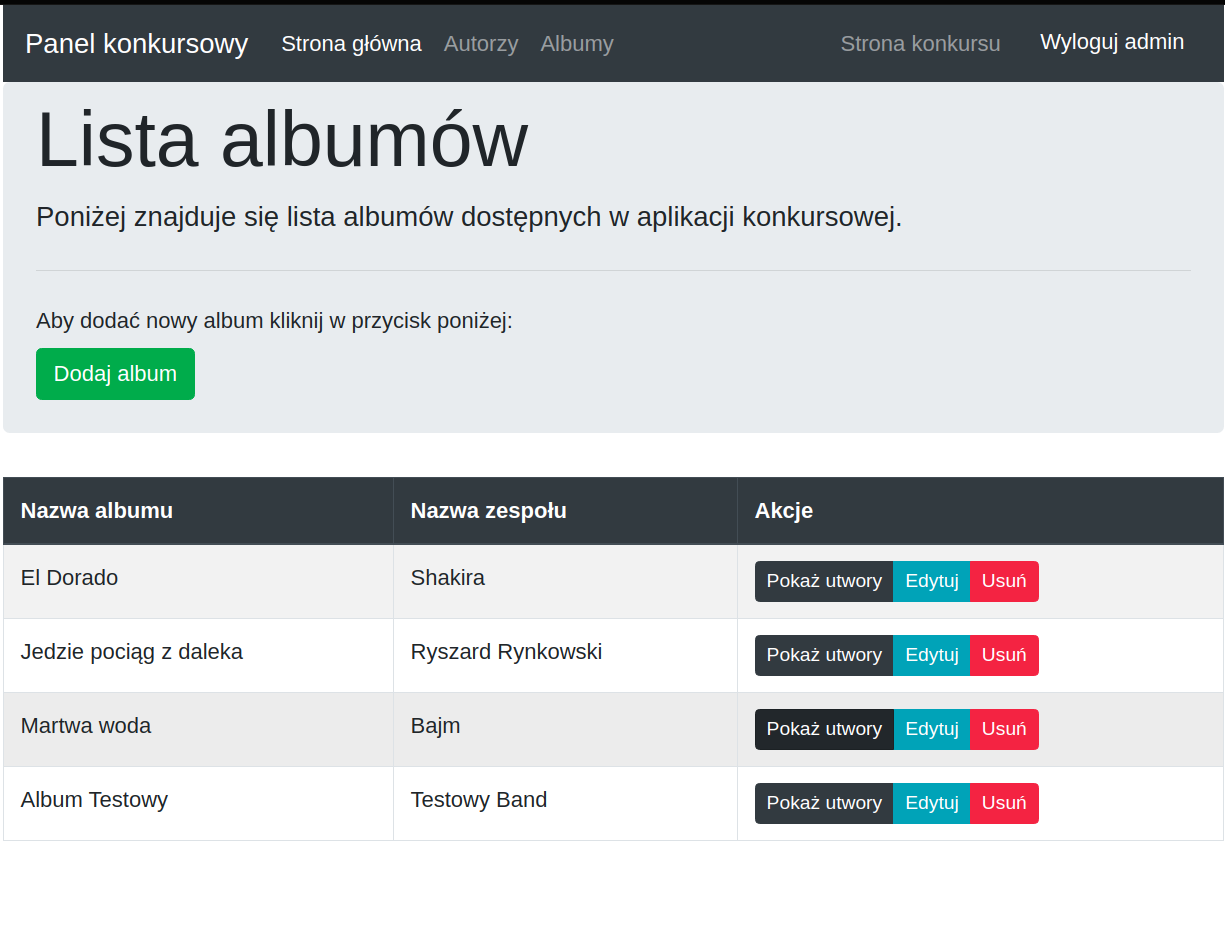 Panel konkursowy Strona główna Autorzy Albumy Strona konkursu Wyloguj admin
Lista albumów
Poniżej znajduje się lista albumów dostępnych w aplikacji konkursowej.
Aby dodać nowy album kliknij w przycisk poniżej:
Dodaj album
Nazwa albumu Nazwa zespołu Akcje
El Dorado Shakira Pokaż utwory Edytuj Usuń
Jedzie pociąg z daleka Ryszard Rynkowski Pokaż utwory Edytuj Usuń
Martwa woda Bajm Pokaż utwory Edytuj Usuń
Album Testowy Testowy Band Pokaż utwory Edytuj Usuń